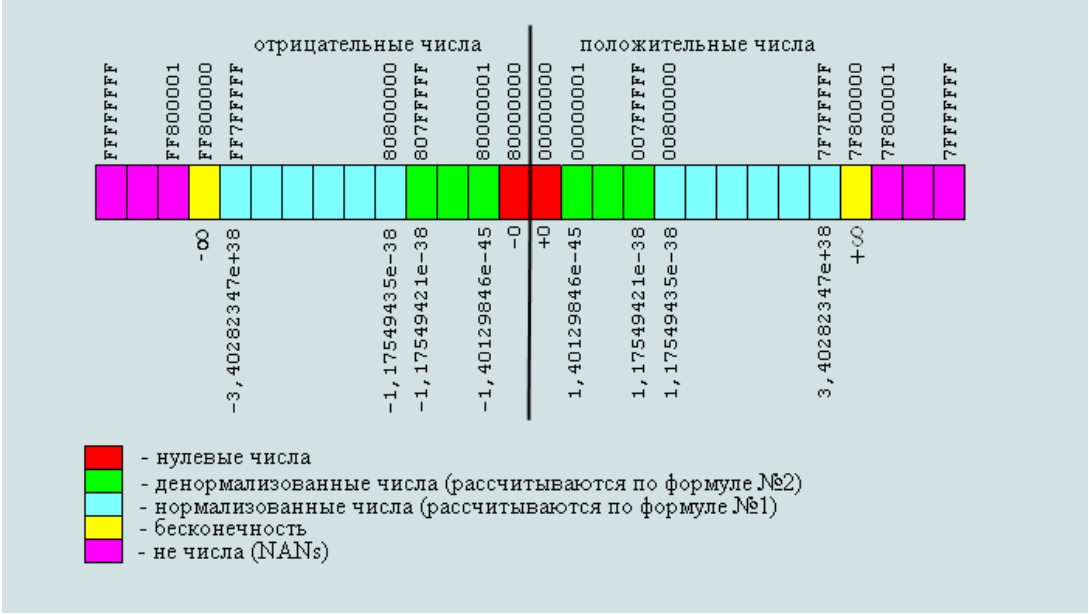 отрицательные числа
положительные числа
FFFFFFFF
FF800001
FF800000
FF7FFFFF
80800000
807FFFFF
80000001
80000000
00000000
00000001
007FFFFF
00800000
7F7FFFFF
7F800000
7F800001
7FFFFFFF
-∞
-3,40282347e+38
-1,17549435e-38
-1,17549421e-38
-1,40129846e-45
-0
+0
1,40129846e-45
1,17549421e-38
1,17549435e-38
3,40282347e+38
+∞
- нулевые числа
- денормализованные числа (рассчитываются по формуле №2)
- нормализованные числа (рассчитываются по формуле №1)
- бесконечность
- не числа (NANs)